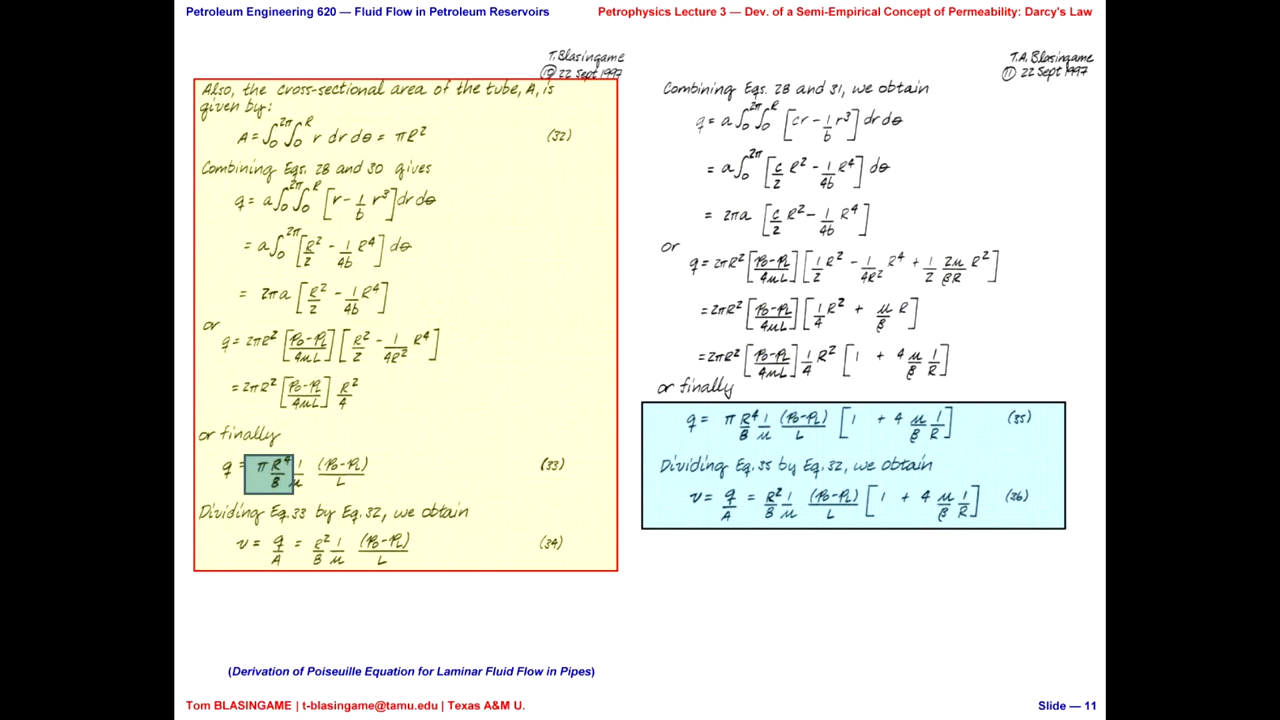 Petroleum Engineering 620 — Fluid Flow in Petroleum Reservoirs
Petrophysics Lecture 3 — Dev. of a Semi-Empirical Concept of Permeability: Darcy's Law
T. Blasingame
⑩ 22 Sept 1997
Also, the cross-sectional area of the tube, A, is
given by:
A = ∫₀^2π ∫₀^R r dr dθ = πR² (32)
Combining Eqs. 28 and 30 gives
q = a ∫₀^2π ∫₀^R [r - 1/b r³] dr dθ
= a ∫₀^2π [R²/2 - 1/4b R⁴] dθ
= 2πa [R²/2 - 1/4b R⁴]
or
q = 2πR² [(p₀-p_L)/4μL] [R²/2 - 1/4R² R⁴]
= 2πR² [(p₀-p_L)/4μL] R²/4
or finally
q = π R⁴/8 1/μ (p₀-p_L)/L (33)
Dividing Eq. 33 by Eq. 32, we obtain
v = q/A = R²/8 1/μ (p₀-p_L)/L (34)
T.A. Blasingame
⑪ 22 Sept 1997
Combining Eqs. 28 and 31, we obtain
q = a ∫₀^2π ∫₀^R [cr - 1/b r³] dr dθ
= a ∫₀^2π [c/2 R² - 1/4b R⁴] dθ
= 2πa [c/2 R² - 1/4b R⁴]
or
q = 2πR² [(p₀-p_L)/4μL] [1/2 R² - 1/4R² R⁴ + 1/2 2μ/βR R²]
= 2πR² [(p₀-p_L)/4μL] [1/4 R² + μ/β R]
= 2πR² [(p₀-p_L)/4μL] 1/4 R² [1 + 4 μ/β 1/R]
or finally
q = π R⁴/8 1/μ (p₀-p_L)/L [1 + 4 μ/β 1/R] (35)
Dividing Eq. 35 by Eq. 32, we obtain
v = q/A = R²/8 1/μ (p₀-p_L)/L [1 + 4 μ/β 1/R] (36)
(Derivation of Poiseuille Equation for Laminar Fluid Flow in Pipes)
Tom BLASINGAME | t-blasingame@tamu.edu | Texas A&M U.
Slide — 11